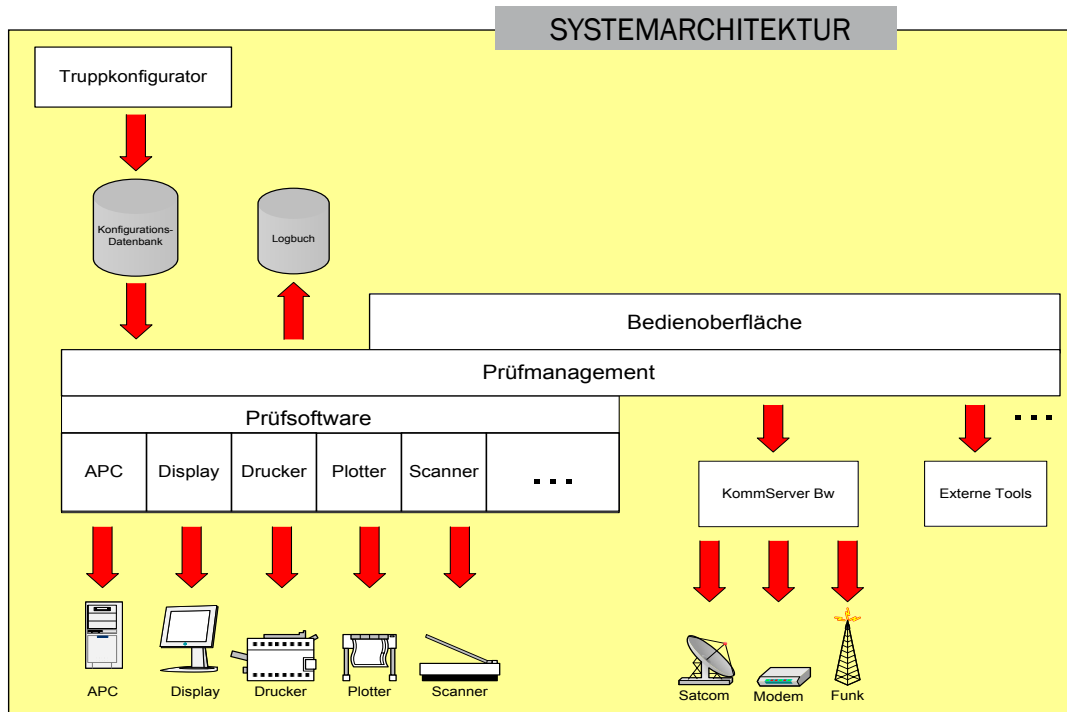 SYSTEMARCHITEKTUR
Truppkonfigurator
Konfigurations-
Datenbank
Logbuch
Bedienoberfläche
Prüfmanagement
Prüfsoftware
...
APC Display Drucker Plotter Scanner ...
KommServer Bw
Externe Tools
APC Display Drucker Plotter Scanner
Satcom Modem Funk